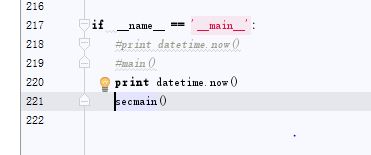 216
217 if __name__ == '__main__':
218 #print datetime.now()
219 #main()
220 print datetime.now()
221 secmain()
222